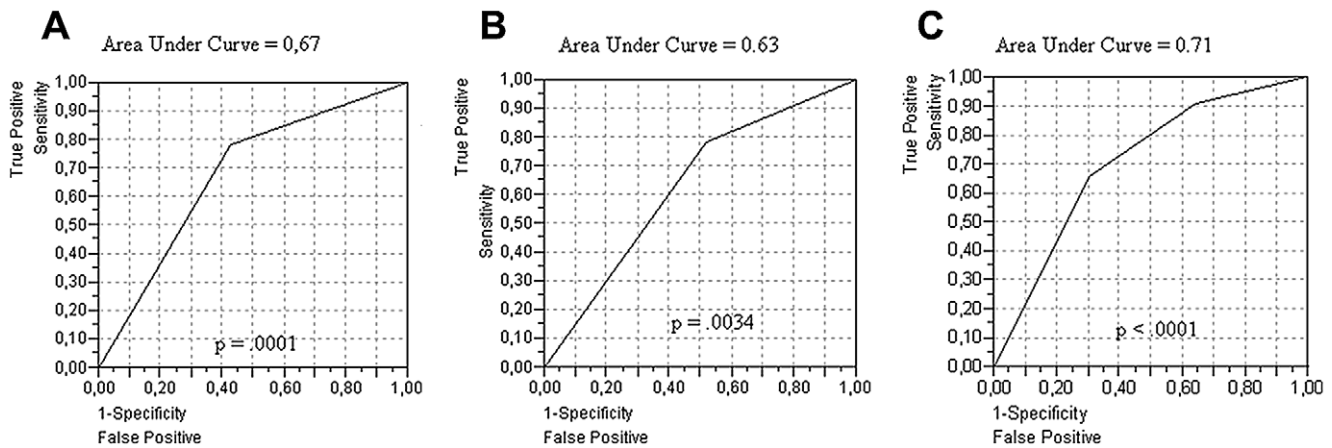 A
Area Under Curve = 0,67
True Positive
Sensitivity
1,00
0,90
0,80
0,70
0,60
0,50
0,40
0,30
0,20
0,10
0,00
p = .0001
0,00 0,20 0,40 0,60 0,80 1,00
1-Specificity
False Positive
B
Area Under Curve = 0.63
True Positive
Sensitivity
1,00
0,90
0,80
0,70
0,60
0,50
0,40
0,30
0,20
0,10
0,00
p = .0034
0,00 0,20 0,40 0,60 0,80 1,00
1-Specificity
False Positive
C
Area Under Curve = 0.71
True Positive
Sensitivity
1,00
0,90
0,80
0,70
0,60
0,50
0,40
0,30
0,20
0,10
0,00
p < .0001
0,00 0,20 0,40 0,60 0,80 1,00
1-Specificity
False Positive